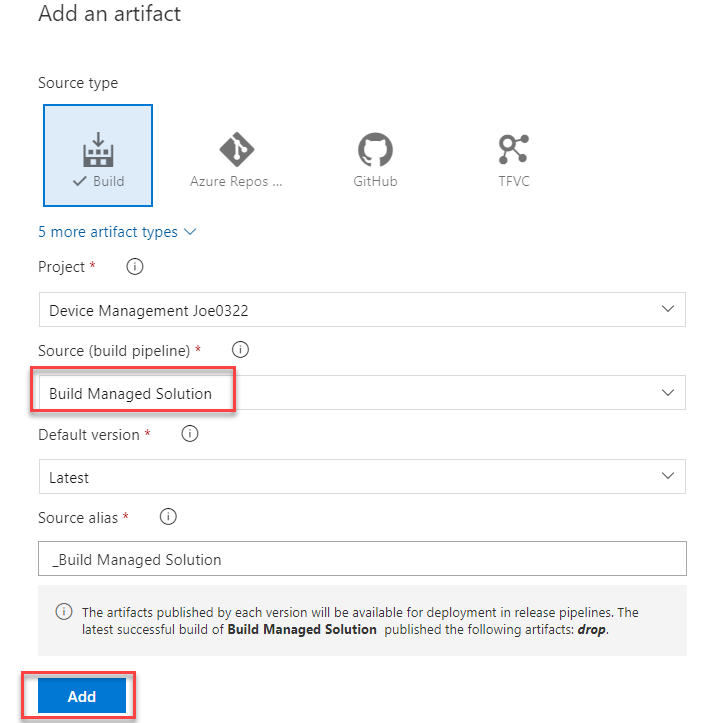 Add an artifact
Source type
Build
Azure Repos ...
GitHub
TFVC
5 more artifact types
Project *
Device Management Joe0322
Source (build pipeline) *
Build Managed Solution
Default version *
Latest
Source alias *
_Build Managed Solution
The artifacts published by each version will be available for deployment in release pipelines. The
latest successful build of Build Managed Solution published the following artifacts: drop.
Add